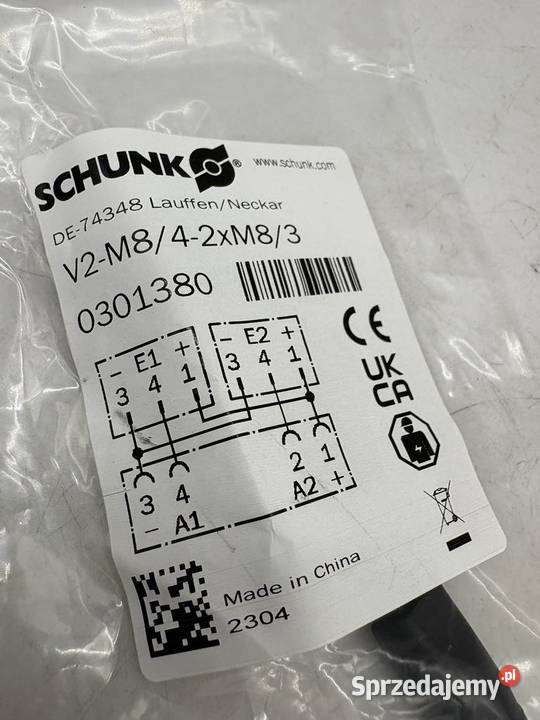 SCHUNK ® www.schunk.com
DE-74348 Lauffen/Neckar
V2-M8/4-2xM8/3
0301380
- E1 + - E2 +
3 4 1 3 4 1
CE
UK
CA
3 4 2 1
- A1 A2 +
Made in China
2304
Sprzedajemy.pl